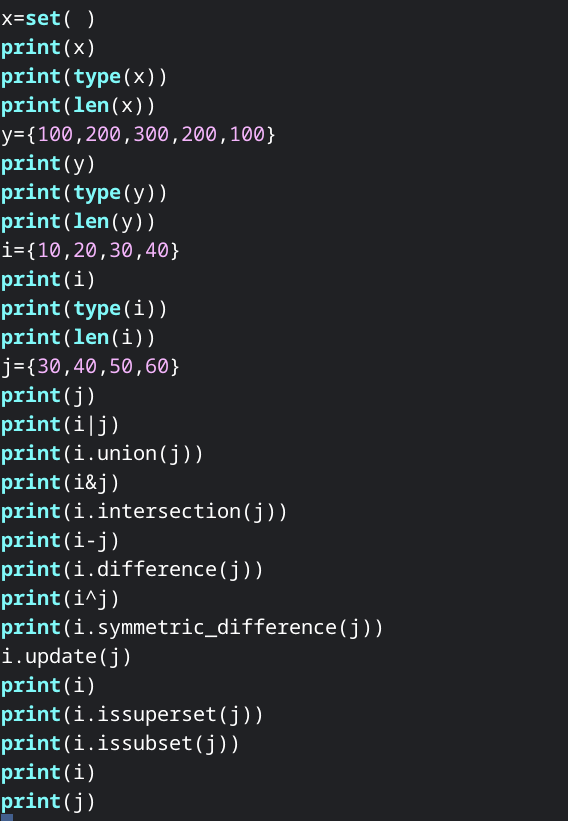 x=set( )
print(x)
print(type(x))
print(len(x))
y={100,200,300,200,100}
print(y)
print(type(y))
print(len(y))
i={10,20,30,40}
print(i)
print(type(i))
print(len(i))
j={30,40,50,60}
print(j)
print(i|j)
print(i.union(j))
print(i&j)
print(i.intersection(j))
print(i-j)
print(i.difference(j))
print(i^j)
print(i.symmetric_difference(j))
i.update(j)
print(i)
print(i.issuperset(j))
print(i.issubset(j))
print(i)
print(j)